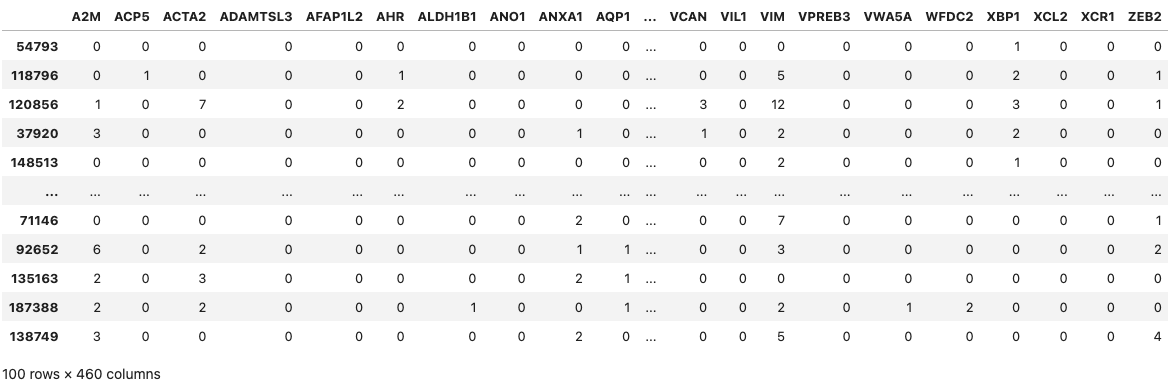 A2M ACP5 ACTA2 ADAMTSL3 AFAP1L2 AHR ALDH1B1 ANO1 ANXA1 AQP1 ... VCAN VIL1 VIM VPREB3 VWA5A WFDC2 XBP1 XCL2 XCR1 ZEB2
54793 0 0 0 0 0 0 0 0 0 0 ... 0 0 0 0 0 0 1 0 0 0
118796 0 1 0 0 0 1 0 0 0 0 ... 0 0 5 0 0 0 2 0 0 1
120856 1 0 7 0 0 2 0 0 0 0 ... 3 0 12 0 0 0 3 0 0 1
37920 3 0 0 0 0 0 0 0 1 0 ... 1 0 2 0 0 0 2 0 0 0
148513 0 0 0 0 0 0 0 0 0 0 ... 0 0 2 0 0 0 1 0 0 0
... ... ... ... ... ... ... ... ... ... ... ... ... ... ... ... ... ... ... ... ... ...
71146 0 0 0 0 0 0 0 0 2 0 ... 0 0 7 0 0 0 0 0 0 1
92652 6 0 2 0 0 0 0 0 1 1 ... 0 0 3 0 0 0 0 0 0 2
135163 2 0 3 0 0 0 0 0 2 1 ... 0 0 0 0 0 0 0 0 0 0
187388 2 0 2 0 0 0 1 0 0 1 ... 0 0 2 0 1 2 0 0 0 0
138749 3 0 0 0 0 0 0 0 2 0 ... 0 0 5 0 0 0 0 0 0 4
100 rows × 460 columns